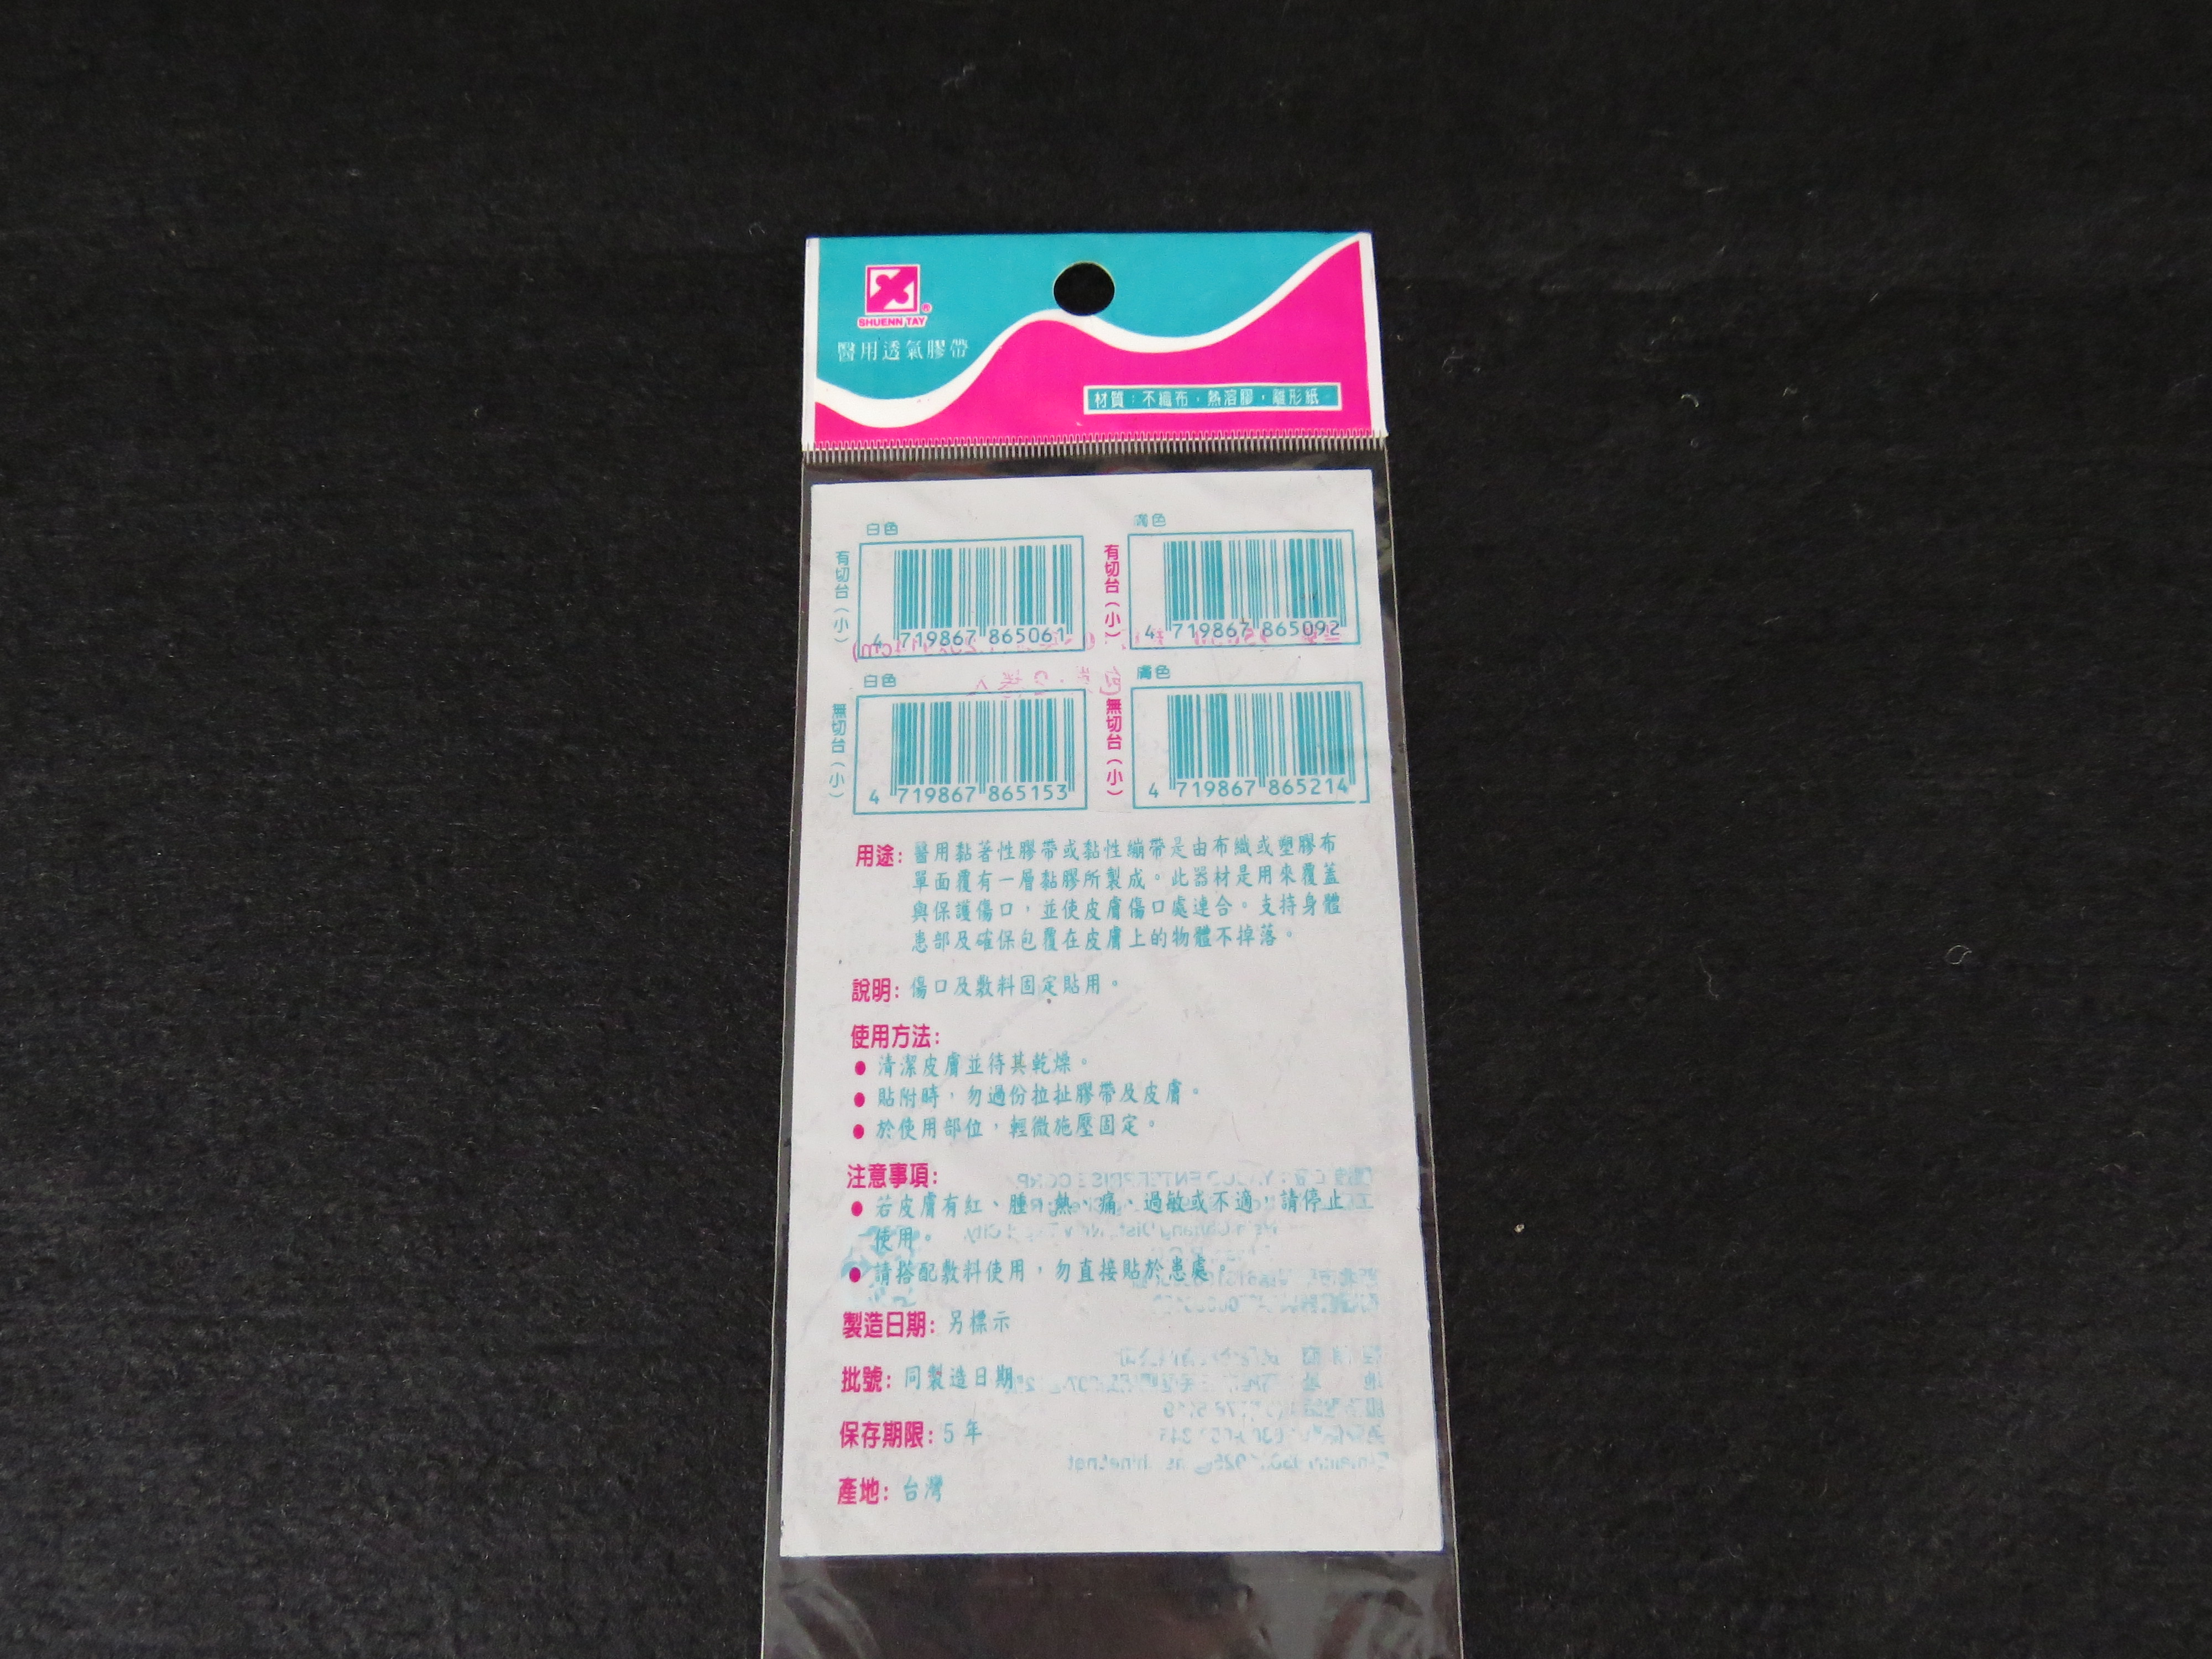 SHUENN TAY®
醫用透氣膠帶
材質:不織布,熱溶膠,離形紙
白色
有切台(小)
4 719867 865061
膚色
有切台(小)
4 719867 865092
白色
無切台(小)
4 719867 865153
膚色
無切台(小)
4 719867 865214
用途:醫用黏著性膠帶或黏性繃帶是由布織或塑膠布
單面覆有一層黏膠所製成。此器材是用來覆蓋
與保護傷口,並使皮膚傷口處連合。支持身體
患部及確保包覆在皮膚上的物體不掉落。
說明:傷口及敷料固定貼用。
使用方法:
● 清潔皮膚並待其乾燥。
● 貼附時,勿過份拉扯膠帶及皮膚。
● 於使用部位,輕微施壓固定。
注意事項:
● 若皮膚有紅、腫、熱、痛、過敏或不適,請停止
使用。
● 請搭配敷料使用,勿直接貼於患處。
製造日期:另標示
批號:同製造日期
保存期限:5 年
產地:台灣